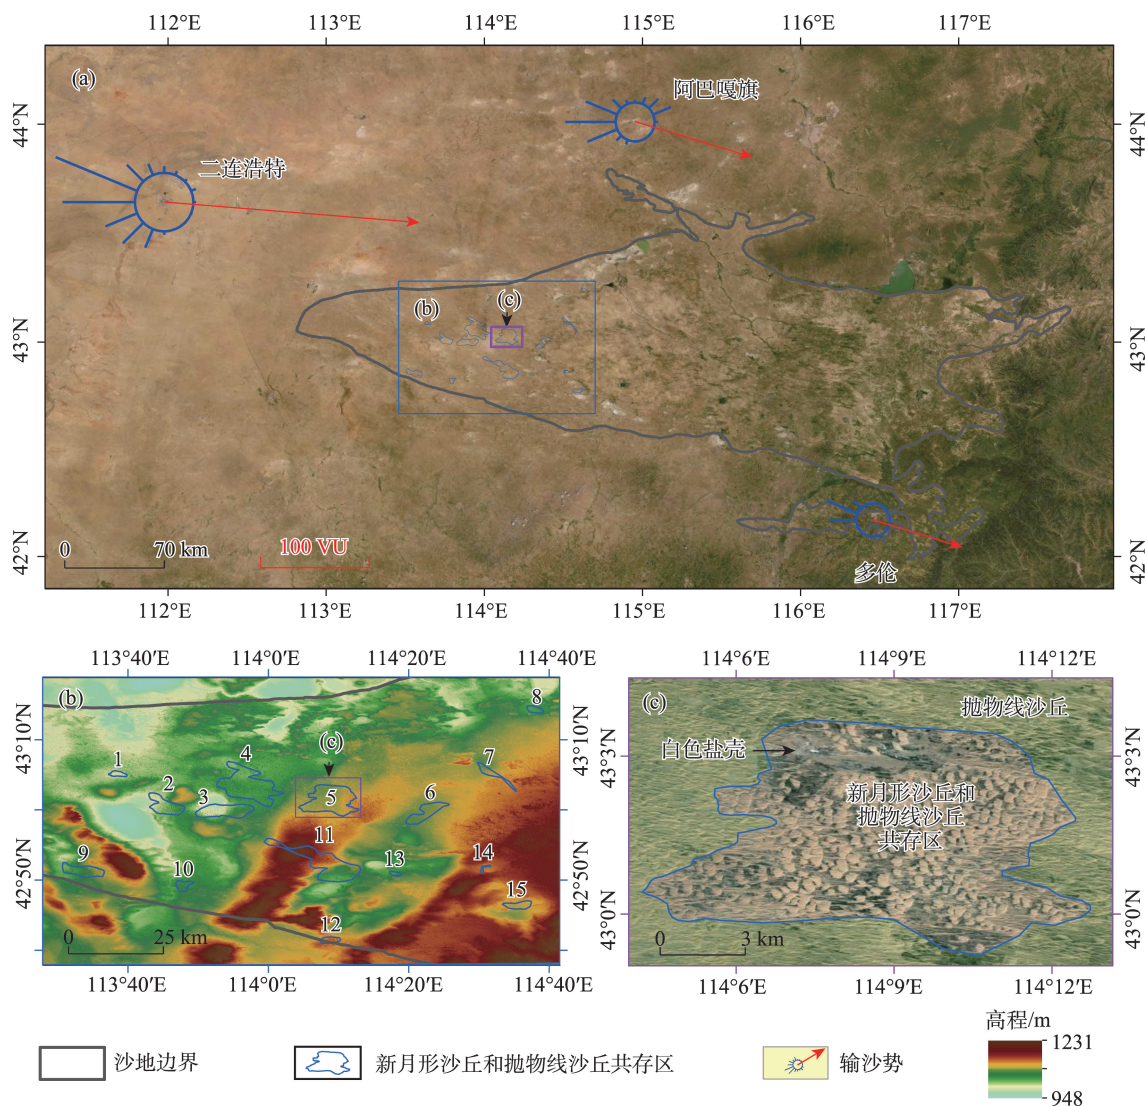 112°E 113°E 114°E 115°E 116°E 117°E
(a)
阿巴嘎旗
44°N 44°N
二连浩特
(b) (c)
43°N 43°N
0 70 km 100 VU
42°N 42°N
多伦
112°E 113°E 114°E 115°E 116°E 117°E
113°40′E 114°0′E 114°20′E 114°40′E
(b)
8
43°10′N 43°10′N
1 4 (c) 7
2 3 5 6
11
9 10 13 14
42°50′N 42°50′N
15
12
0 25 km
113°40′E 114°0′E 114°20′E 114°40′E
114°6′E 114°9′E 114°12′E
(c)
抛物线沙丘
白色盐壳
43°3′N 43°3′N
新月形沙丘和
抛物线沙丘
共存区
43°0′N 43°0′N
0 3 km
114°6′E 114°9′E 114°12′E
沙地边界
新月形沙丘和抛物线沙丘共存区
输沙势
高程/m
1231
948